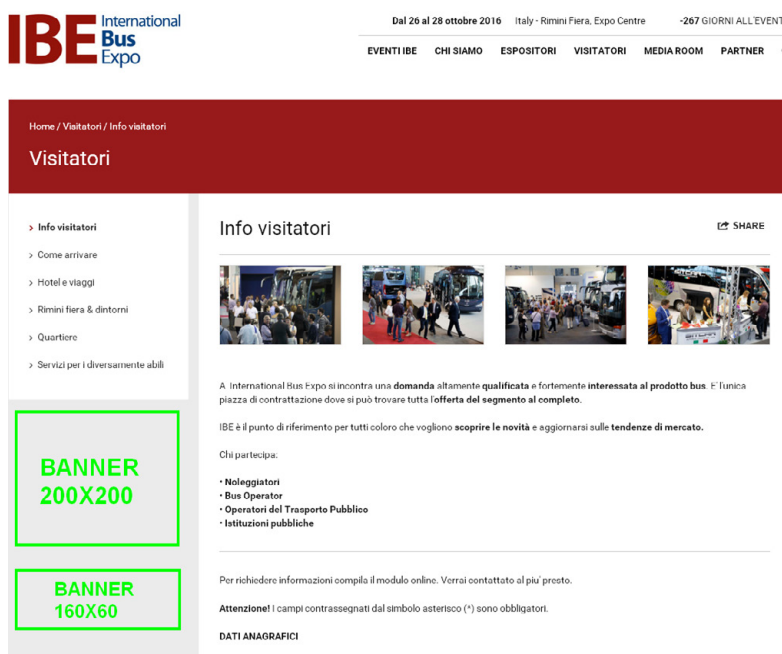 IBE International
Bus
Expo
Dal 26 al 28 ottobre 2016 Italy - Rimini Fiera, Expo Centre -267 GIORNI ALL'EVENT
EVENTI IBE CHI SIAMO ESPOSITORI VISITATORI MEDIA ROOM PARTNER
Home / Visitatori / Info visitatori
Visitatori
> Info visitatori
> Come arrivare
> Hotel e viaggi
> Rimini fiera & dintorni
> Quartiere
> Servizi per i diversamente abili
BANNER
200X200
BANNER
160X60
Info visitatori
SHARE
A International Bus Expo si incontra una domanda altamente qualificata e fortemente interessata al prodotto bus. E' l'unica
piazza di contrattazione dove si può trovare tutta l'offerta del segmento al completo.
IBE è il punto di riferimento per tutti coloro che vogliono scoprire le novità e aggiornarsi sulle tendenze di mercato.
Chi partecipa:
• Noleggiatori
• Bus Operator
• Operatori del Trasporto Pubblico
• Istituzioni pubbliche
Per richiedere informazioni compila il modulo online. Verrai contattato al piu' presto.
Attenzione! I campi contrassegnati dal simbolo asterisco (*) sono obbligatori.
DATI ANAGRAFICI